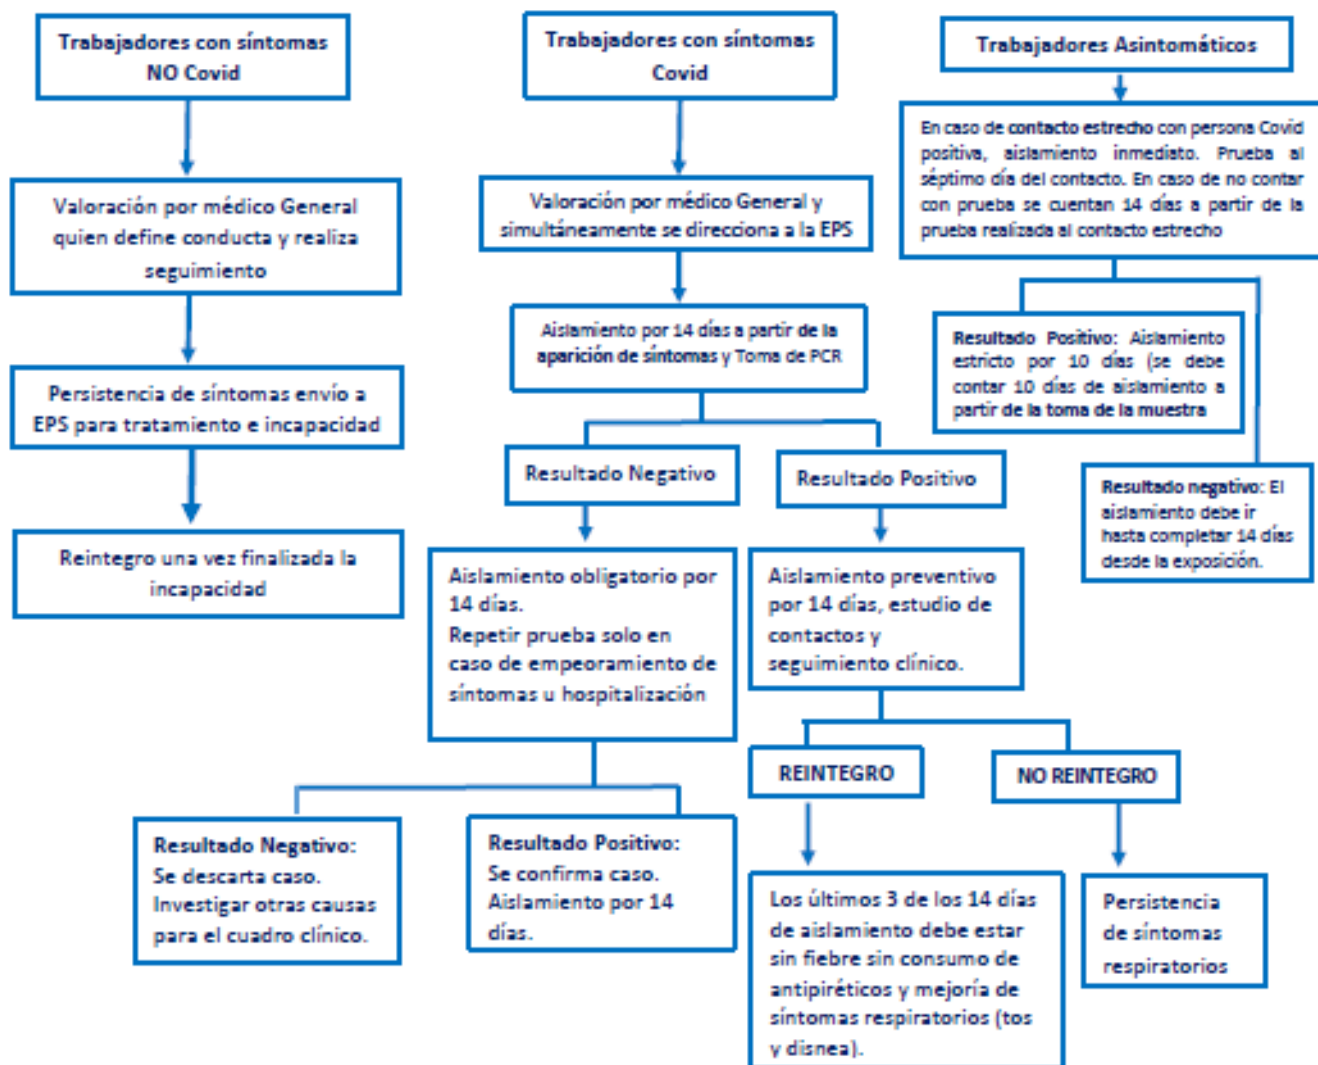 Trabajadores con síntomas
NO Covid
Valoración por médico General
quien define conducta y realiza
seguimiento
Persistencia de síntomas envío a
EPS para tratamiento e incapacidad
Reintegro una vez finalizada la
incapacidad
Trabajadores con síntomas
Covid
Valoración por médico General y
simultáneamente se direcciona a la EPS
Aislamiento por 14 días a partir de la
aparición de síntomas y Toma de PCR
Resultado Negativo
Aislamiento obligatorio por
14 días.
Repetir prueba solo en
caso de empeoramiento de
síntomas u hospitalización
Resultado Negativo:
Se descarta caso.
Investigar otras causas
para el cuadro clínico.
Resultado Positivo:
Se confirma caso.
Aislamiento por 14
días.
Resultado Positivo
Aislamiento preventivo
por 14 días, estudio de
contactos y
seguimiento clínico.
REINTEGRO
Los últimos 3 de los 14 días
de aislamiento debe estar
sin fiebre sin consumo de
antipiréticos y mejoría de
síntomas respiratorios (tos
y disnea).
NO REINTEGRO
Persistencia
de síntomas
respiratorios
Trabajadores Asintomáticos
En caso de contacto estrecho con persona Covid
positiva, aislamiento inmediato. Prueba al
séptimo día del contacto. En caso de no contar
con prueba se cuentan 14 días a partir de la
prueba realizada al contacto estrecho
Resultado Positivo: Aislamiento
estricto por 10 días (se debe
contar 10 días de aislamiento a
partir de la toma de la muestra
Resultado negativo: El
aislamiento debe ir
hasta completar 14 días
desde la exposición.